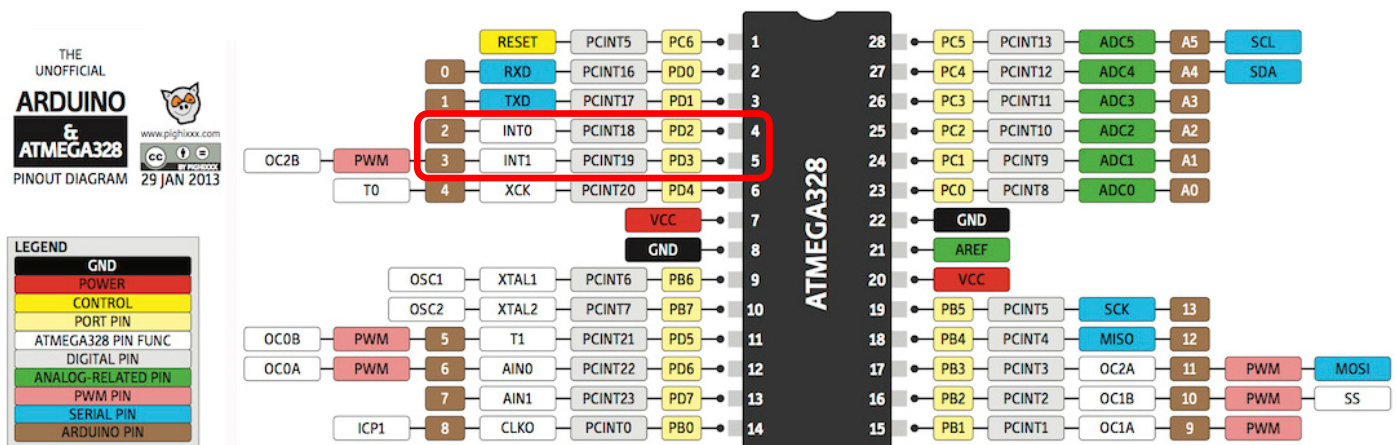 THE
UNOFFICIAL
ARDUINO
&
ATMEGA328
PINOUT DIAGRAM
www.pighixxx.com
cc
BY PIGHIXXX
29 JAN 2013
LEGEND
GND
POWER
CONTROL
PORT PIN
ATMEGA328 PIN FUNC
DIGITAL PIN
ANALOG-RELATED PIN
PWM PIN
SERIAL PIN
ARDUINO PIN
RESET PCINT5 PC6 1
0 RXD PCINT16 PD0 2
1 TXD PCINT17 PD1 3
2 INT0 PCINT18 PD2 4
OC2B PWM 3 INT1 PCINT19 PD3 5
T0 4 XCK PCINT20 PD4 6
VCC 7
GND 8
OSC1 XTAL1 PCINT6 PB6 9
OSC2 XTAL2 PCINT7 PB7 10
OC0B PWM 5 T1 PCINT21 PD5 11
OC0A PWM 6 AIN0 PCINT22 PD6 12
7 AIN1 PCINT23 PD7 13
ICP1 8 CLKO PCINT0 PB0 14
ATMEGA328
28 PC5 PCINT13 ADC5 A5 SCL
27 PC4 PCINT12 ADC4 A4 SDA
26 PC3 PCINT11 ADC3 A3
25 PC2 PCINT10 ADC2 A2
24 PC1 PCINT9 ADC1 A1
23 PC0 PCINT8 ADC0 A0
22 GND
21 AREF
20 VCC
19 PB5 PCINT5 SCK 13
18 PB4 PCINT4 MISO 12
17 PB3 PCINT3 OC2A 11 PWM MOSI
16 PB2 PCINT2 OC1B 10 PWM SS
15 PB1 PCINT1 OC1A 9 PWM